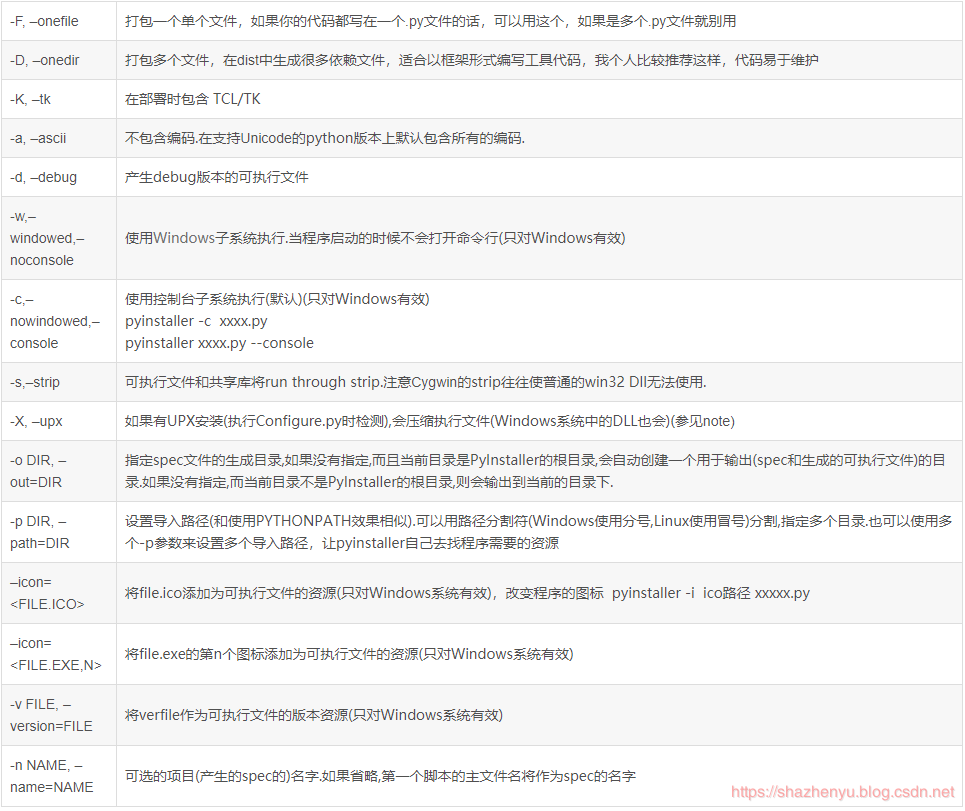 -F, –onefile
打包一个单个文件，如果你的代码都写在一个.py文件的话，可以用这个，如果是多个.py文件就别用
-D, –onedir
打包多个文件，在dist中生成很多依赖文件，适合以框架形式编写工具代码，我个人比较推荐这样，代码易于维护
-K, –tk
在部署时包含 TCL/TK
-a, –ascii
不包含编码.在支持Unicode的python版本上默认包含所有的编码.
-d, –debug
产生debug版本的可执行文件
-w,–
windowed,–
noconsole
使用Windows子系统执行.当程序启动的时候不会打开命令行(只对Windows有效)
-c,–
nowindowed,–
console
使用控制台子系统执行(默认)(只对Windows有效)
pyinstaller -c  xxxx.py
pyinstaller xxxx.py --console
-s,–strip
可执行文件和共享库将run through strip.注意Cygwin的strip往往使普通的win32 Dll无法使用.
-X, –upx
如果有UPX安装(执行Configure.py时检测),会压缩执行文件(Windows系统中的DLL也会)(参见note)
-o DIR, –
out=DIR
指定spec文件的生成目录,如果没有指定,而且当前目录是PyInstaller的根目录,会自动创建一个用于输出(spec和生成的可执行文件)的目
录.如果没有指定,而当前目录不是PyInstaller的根目录,则会输出到当前的目录下.
-p DIR, –
path=DIR
设置导入路径(和使用PYTHONPATH效果相似).可以用路径分割符(Windows使用分号,Linux使用冒号)分割,指定多个目录.也可以使用多
个-p参数来设置多个导入路径，让pyinstaller自己去找程序需要的资源
–icon=
<FILE.ICO>
将file.ico添加为可执行文件的资源(只对Windows系统有效)，改变程序的图标  pyinstaller -i  ico路径 xxxxx.py
–icon=
<FILE.EXE,N>
将file.exe的第n个图标添加为可执行文件的资源(只对Windows系统有效)
-v FILE, –
version=FILE
将verfile作为可执行文件的版本资源(只对Windows系统有效)
-n NAME, –
name=NAME
可选的项目(产生的spec的)名字.如果省略,第一个脚本的主文件名将作为spec的名字
https://shazhenyu.blog.csdn.net